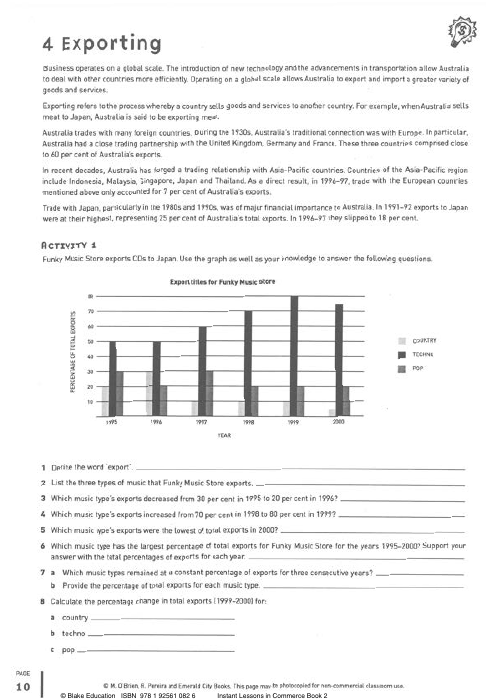 4 Exporting
Business operates on a global scale. The introduction of new technology and the advancements in transportation allow Australia
to deal with other countries more efficiently. Operating on a global scale allows Australia to export and import a greater variety of
goods and services.
Exporting refers to the process whereby a country sells goods and services to another country. For example, when Australia sells
meat to Japan, Australia is said to be exporting meat.
Australia trades with many foreign countries. During the 1930s, Australia's traditional connection was with Europe. In particular,
Australia had a close trading partnership with the United Kingdom, Germany and France. These three countries comprised close
to 60 per cent of Australia's exports.
In recent decades, Australia has forged a trading relationship with Asia-Pacific countries. Countries of the Asia-Pacific region
include Indonesia, Malaysia, Singapore, Japan and Thailand. As a direct result, in 1996–97, trade with the European countries
mentioned above only accounted for 7 per cent of Australia's exports.
Trade with Japan, particularly in the 1980s and 1990s, was of major financial importance to Australia. In 1991–92 exports to Japan
were at their highest, representing 25 per cent of Australia's total exports. In 1996–97 they slipped to 18 per cent.
ACTIVITY 1
Funky Music Store exports CDs to Japan. Use the graph as well as your knowledge to answer the following questions.
Export titles for Funky Music Store
PERCENTAGE OF TOTAL EXPORTS
80
70
60
50
40
30
20
10
1995 1996 1997 1998 1999 2000
YEAR
COUNTRY
TECHNO
POP
1 Define the word 'export'.
2 List the three types of music that Funky Music Store exports.
3 Which music type's exports decreased from 30 per cent in 1995 to 20 per cent in 1996?
4 Which music type's exports increased from 70 per cent in 1998 to 80 per cent in 1999?
5 Which music type's exports were the lowest of total exports in 2000?
6 Which music type has the largest percentage of total exports for Funky Music Store for the years 1995–2000? Support your
answer with the total percentages of exports for each year.
7 a Which music types remained at a constant percentage of exports for three consecutive years?
b Provide the percentage of total exports for each music type.
8 Calculate the percentage change in total exports (1999–2000) for:
a country
b techno
c pop
PAGE
10
© M. O'Brien, R. Pereira and Emerald City Books. This page may be photocopied for non-commercial classroom use.
© Blake Education ISBN 978 1 92561 082 6 Instant Lessons in Commerce Book 2